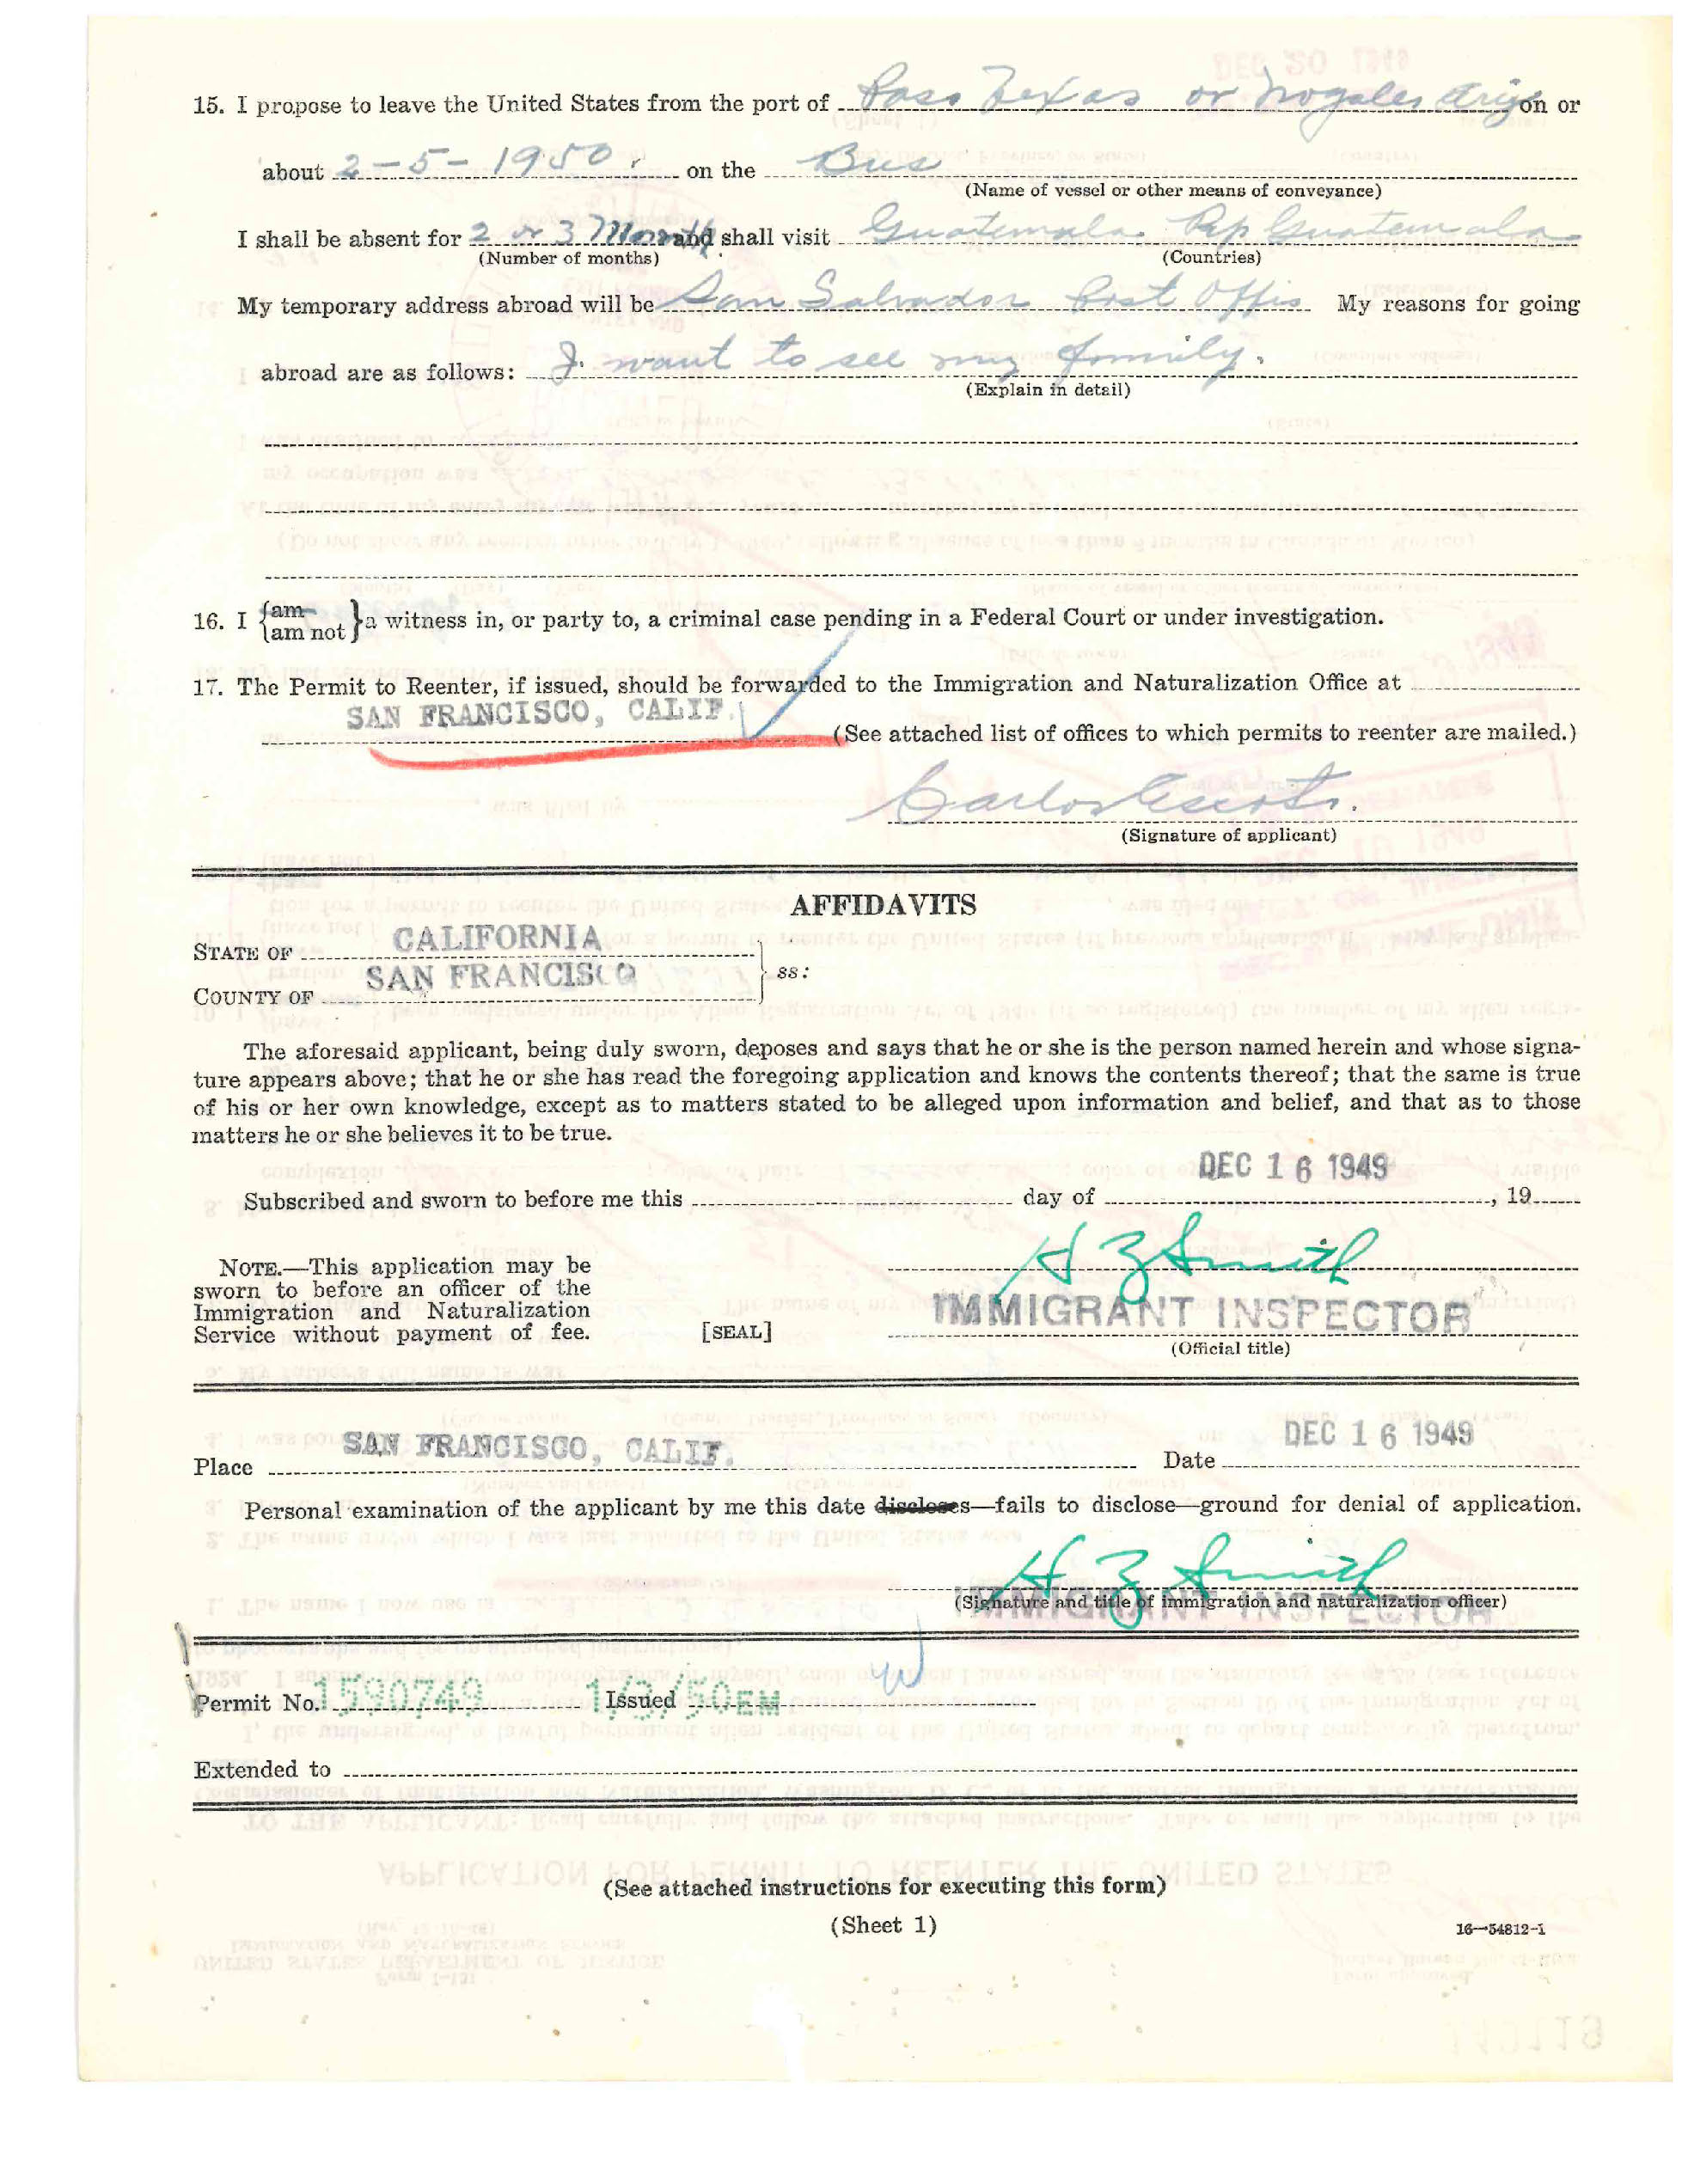 15. I propose to leave the United States from the port of Paso Texas or Nogales Arizon or
about 2-5-1950 on the Bus
(Name of vessel or other means of conveyance)
I shall be absent for 2 or 3 Month and shall visit Guatemala Rep Guatemala
(Number of months) (Countries)
My temporary address abroad will be San Salvador Post Offis My reasons for going
abroad are as follows: I want to see my family.
(Explain in detail)
16. I {am am not} a witness in, or party to, a criminal case pending in a Federal Court or under investigation.
17. The Permit to Reenter, if issued, should be forwarded to the Immigration and Naturalization Office at
SAN FRANCISCO, CALIF. (See attached list of offices to which permits to reenter are mailed.)
Carlos
(Signature of applicant)
AFFIDAVITS
STATE OF CALIFORNIA
COUNTY OF SAN FRANCISCO ss:
The aforesaid applicant, being duly sworn, deposes and says that he or she is the person named herein and whose signa-
ture appears above; that he or she has read the foregoing application and knows the contents thereof; that the same is true
of his or her own knowledge, except as to matters stated to be alleged upon information and belief, and that as to those
matters he or she believes it to be true.
DEC 16 1949
Subscribed and sworn to before me this day of , 19
NOTE.—This application may be
sworn to before an officer of the
Immigration and Naturalization
Service without payment of fee.
[SEAL]
H Z Smith
IMMIGRANT INSPECTOR
(Official title)
Place SAN FRANCISCO, CALIF. Date DEC 16 1949
Personal examination of the applicant by me this date discloses—fails to disclose—ground for denial of application.
H Z Smith
IMMIGRANT INSPECTOR
(Signature and title of immigration and naturalization officer)
Permit No. 1590749 Issued 1/3/50EM
Extended to
(See attached instructions for executing this form)
(Sheet 1)
16—54812-1